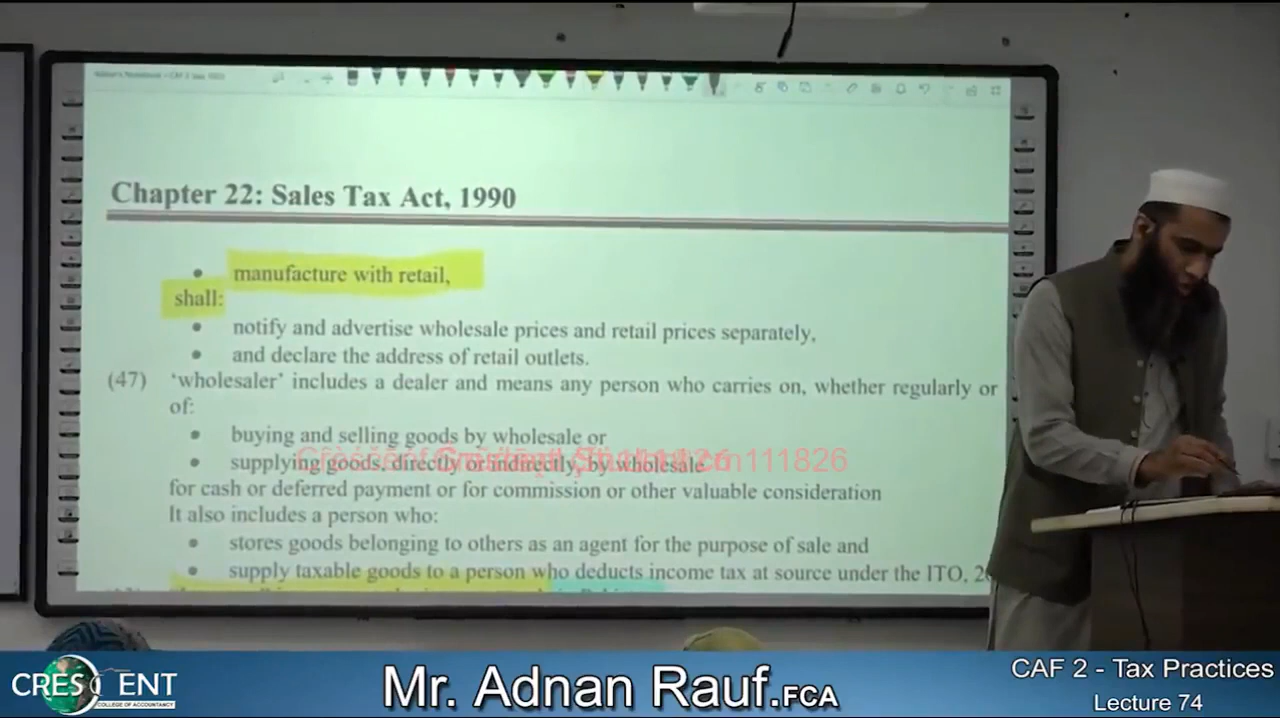 Chapter 22: Sales Tax Act, 1990
• manufacture with retail,
shall:
• notify and advertise wholesale prices and retail prices separately,
• and declare the address of retail outlets.
(47) ‘wholesaler’ includes a dealer and means any person who carries on, whether regularly or
of:
• buying and selling goods by wholesale or
• supplying goods, directly or indirectly, by wholesale
for cash or deferred payment or for commission or other valuable consideration
It also includes a person who:
• stores goods belonging to others as an agent for the purpose of sale and
• supply taxable goods to a person who deducts income tax at source under the ITO,
CRESCENT
COLLEGE OF ACCOUNTANCY
Mr. Adnan Rauf.FCA
CAF 2 - Tax Practices
Lecture 74